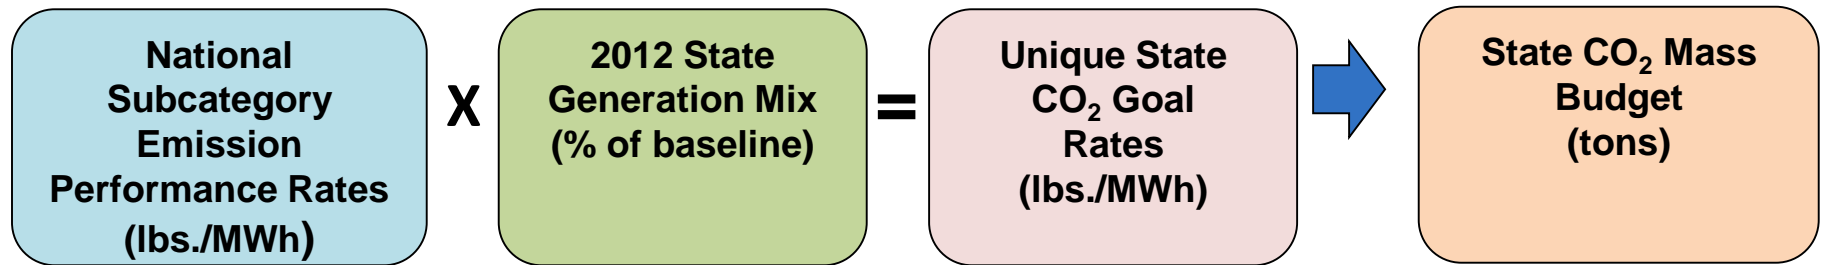 National
Subcategory
Emission
Performance Rates
(lbs./MWh)
X
2012 State
Generation Mix
(% of baseline)
=
Unique State
CO₂ Goal
Rates
(lbs./MWh)
State CO₂ Mass
Budget
(tons)